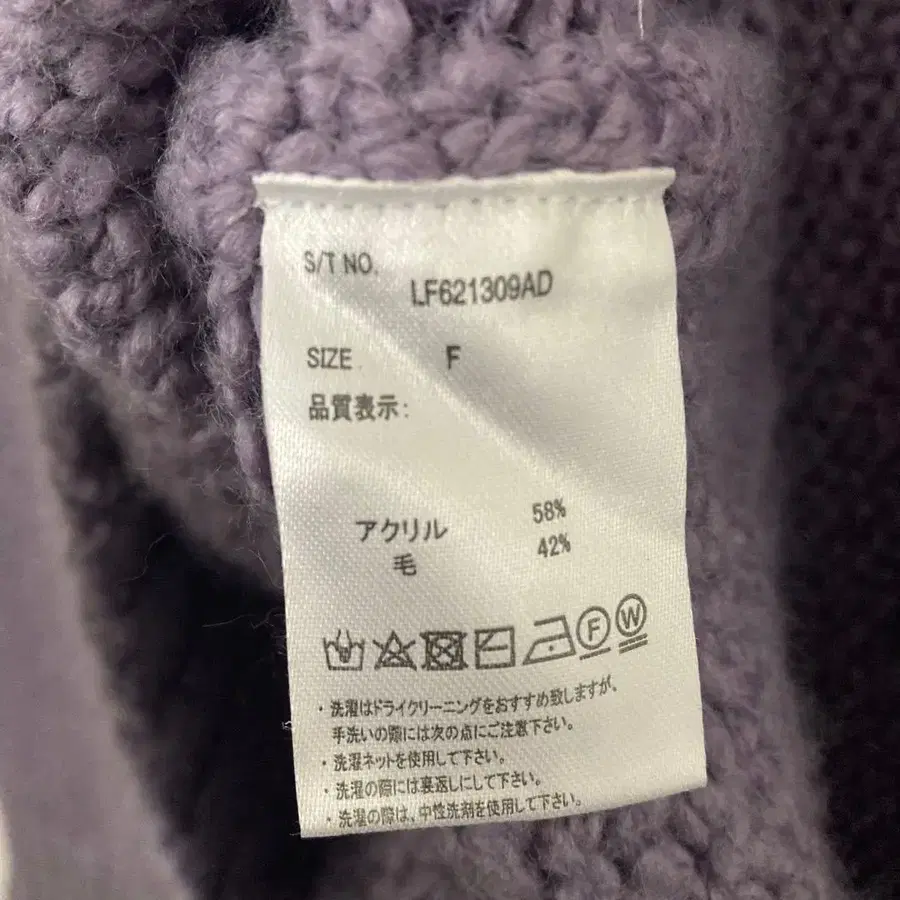 S/T NO.
LF621309AD
SIZE F
品質表示:
アクリル 58%
毛 42%
F W
・洗濯はドライクリーニングをおすすめ致しますが、
手洗いの際には次の点にご注意下さい。
・洗濯ネットを使用して下さい。
・洗濯の際には裏返しにして下さい。
・洗濯の際は、中性洗剤を使用して下さい。